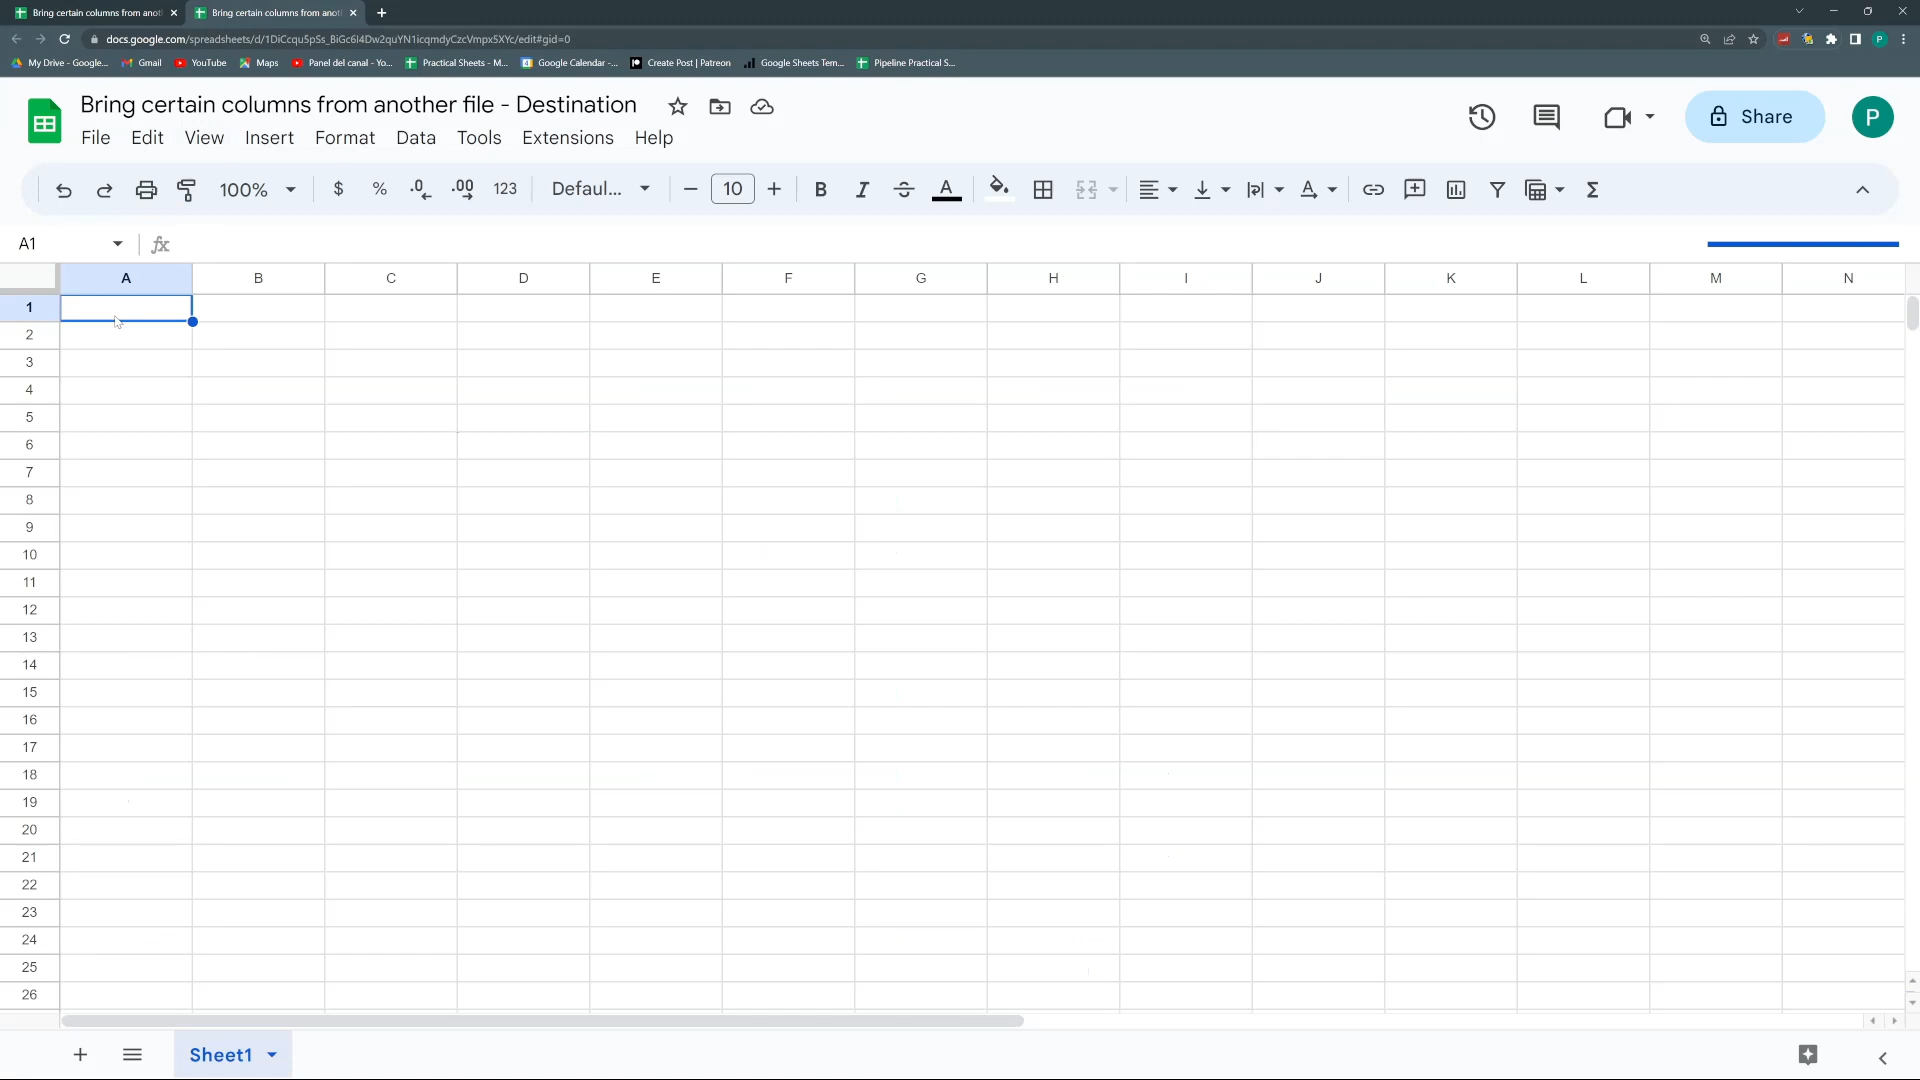 Bring certain columns from anot
Bring certain columns from anot
docs.google.com/spreadsheets/d/1DiCcqu5pSs_BiGc6l4Dw2quYN1icqmdyCzcVmpx5XYc/edit#gid=0
P
My Drive - Google...
Gmail
YouTube
Maps
Panel del canal - Yo...
Practical Sheets - M...
Google Calendar -...
Create Post | Patreon
Google Sheets Tem...
Pipeline Practical S...
Bring certain columns from another file - Destination
File Edit View Insert Format Data Tools Extensions Help
Share
P
100% $ % .0 .00 123 Defaul... 10 B I S A
A1 fx
A B C D E F G H I J K L M N
1
2
3
4
5
6
7
8
9
10
11
12
13
14
15
16
17
18
19
20
21
22
23
24
25
26
Sheet1